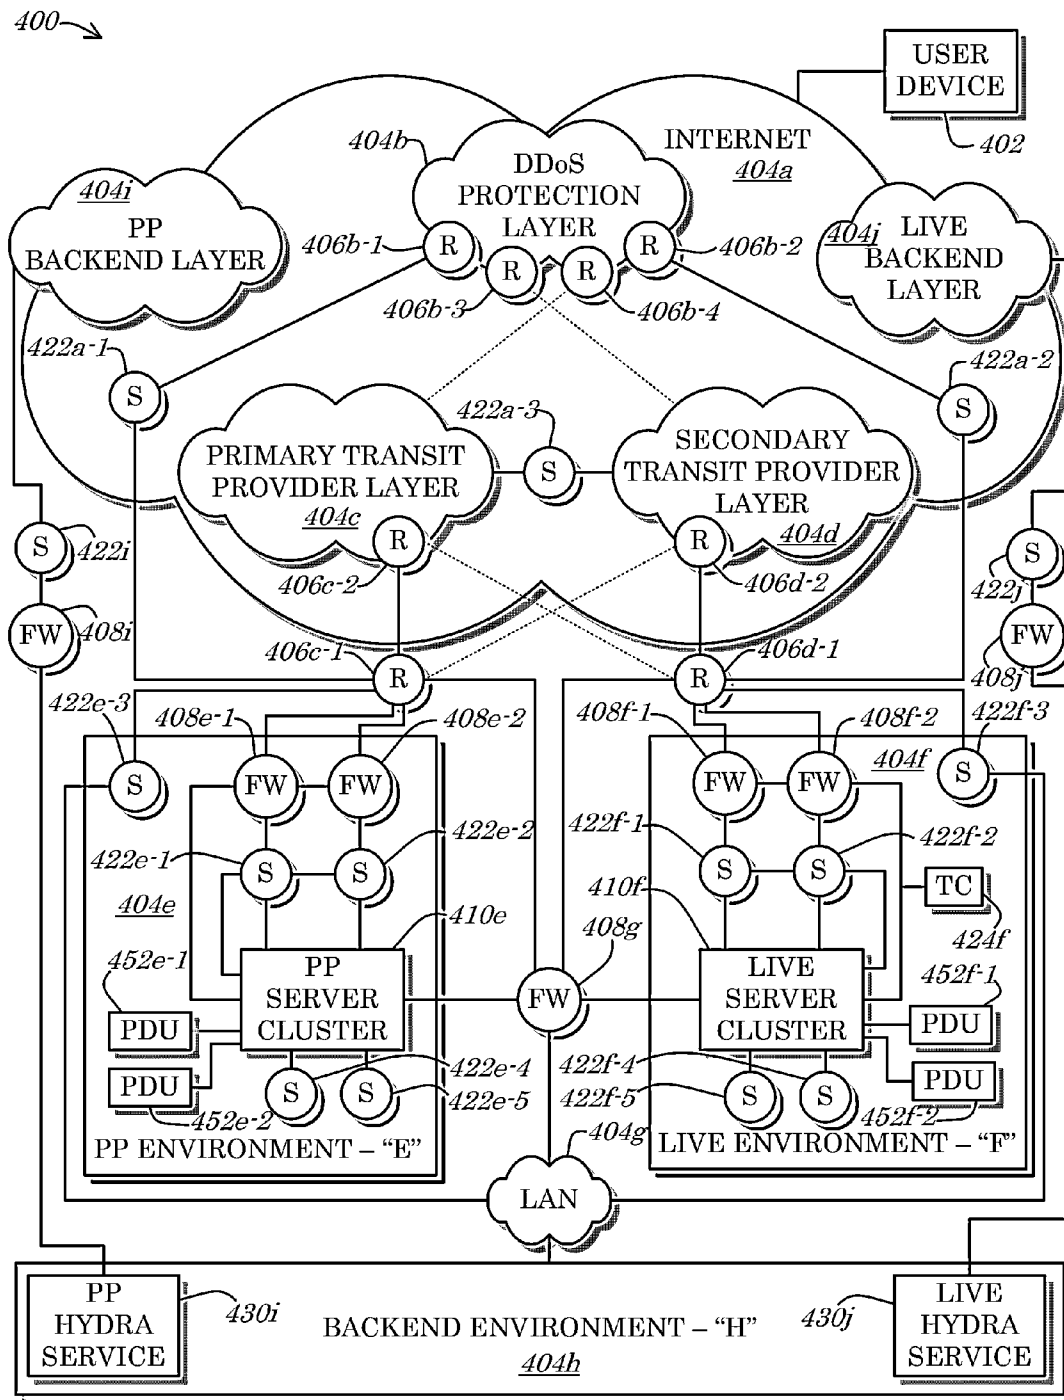 400
USER
DEVICE
402
INTERNET
404a
404b
DDoS
PROTECTION
LAYER
404i
PP
BACKEND LAYER
404j
LIVE
BACKEND
LAYER
406b-1
R
R
R
R
406b-2
406b-3
406b-4
422a-1
S
422a-2
S
422a-3
S
PRIMARY TRANSIT
PROVIDER LAYER
404c
R
406c-2
SECONDARY
TRANSIT PROVIDER
LAYER
404d
R
406d-2
S
422i
FW
408i
S
422j
FW
408j
406c-1
R
406d-1
R
422e-3
408e-1
408e-2
S
FW
FW
422e-1
422e-2
S
S
404e
410e
PP
SERVER
CLUSTER
452e-1
PDU
PDU
452e-2
422e-4
S
S
422e-5
PP ENVIRONMENT – “E”
408g
FW
408f-1
408f-2
422f-3
404f
FW
FW
S
422f-1
422f-2
S
S
410f
TC
424f
LIVE
SERVER
CLUSTER
452f-1
PDU
PDU
452f-2
422f-4
422f-5
S
S
LIVE ENVIRONMENT – “F”
404g
LAN
PP
HYDRA
SERVICE
430i
BACKEND ENVIRONMENT – “H”
404h
430j
LIVE
HYDRA
SERVICE